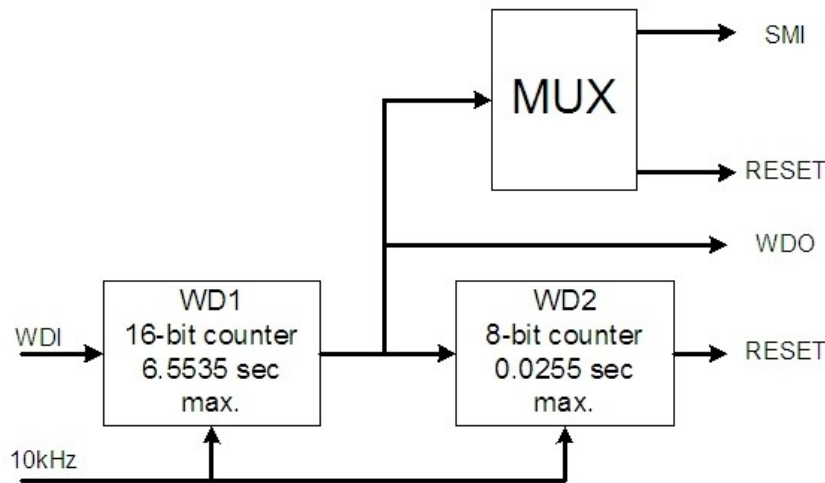 SMI
MUX
RESET
WDO
WD1
16-bit counter
6.5535 sec
max.
WD2
8-bit counter
0.0255 sec
max.
WDI
RESET
10kHz